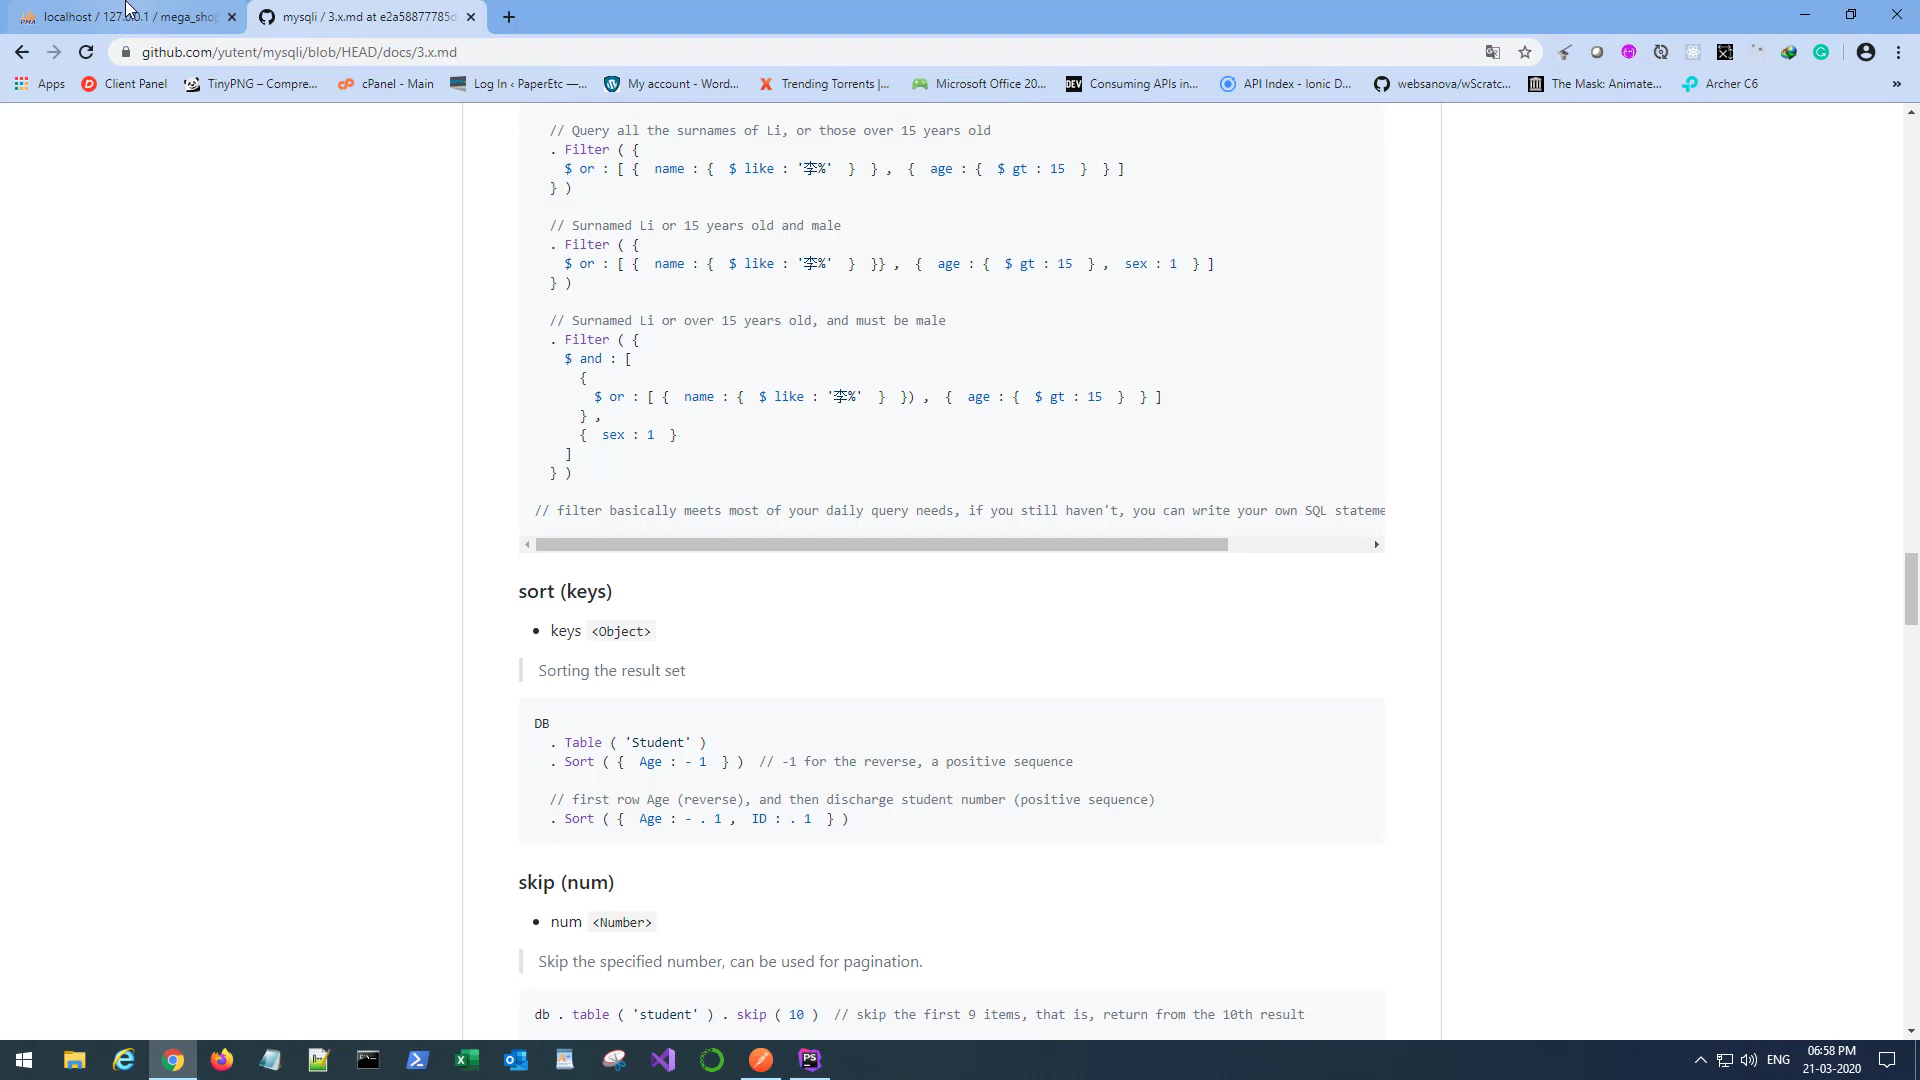 localhost / 127.0.0.1 / mega_sho
mysqli / 3.x.md at e2a58877785d
github.com/yutent/mysqli/blob/HEAD/docs/3.x.md
Apps
Client Panel
TinyPNG – Compre...
cPanel - Main
Log In ‹ PaperEtc —...
My account - Word...
Trending Torrents |...
Microsoft Office 20...
Consuming APIs in...
API Index - Ionic D...
websanova/wScratc...
The Mask: Animate...
Archer C6
// Query all the surnames of Li, or those over 15 years old
. Filter ( {
$ or : [ {  name : {  $ like : '李%'  }  } ,  {  age : {  $ gt : 15  }  } ]
} )
// Surnamed Li or 15 years old and male
. Filter ( {
$ or : [ {  name : {  $ like : '李%'  }  }} ,  {  age : {  $ gt : 15  } ,  sex : 1  } ]
} )
// Surnamed Li or over 15 years old, and must be male
. Filter ( {
$ and : [
{
$ or : [ {  name : {  $ like : '李%'  }  }) ,  {  age : {  $ gt : 15  }  } ]
} ,
{  sex : 1  }
]
} )
// filter basically meets most of your daily query needs, if you still haven't, you can write your own SQL stateme
sort (keys)
• keys <Object>
Sorting the result set
DB
. Table ( 'Student' )
. Sort ( {  Age : - 1  } )  // -1 for the reverse, a positive sequence
// first row Age (reverse), and then discharge student number (positive sequence)
. Sort ( {  Age : - . 1 ,  ID : . 1  } )
skip (num)
• num <Number>
Skip the specified number, can be used for pagination.
db . table ( 'student' ) . skip ( 10 )  // skip the first 9 items, that is, return from the 10th result
ENG
06:58 PM
21-03-2020